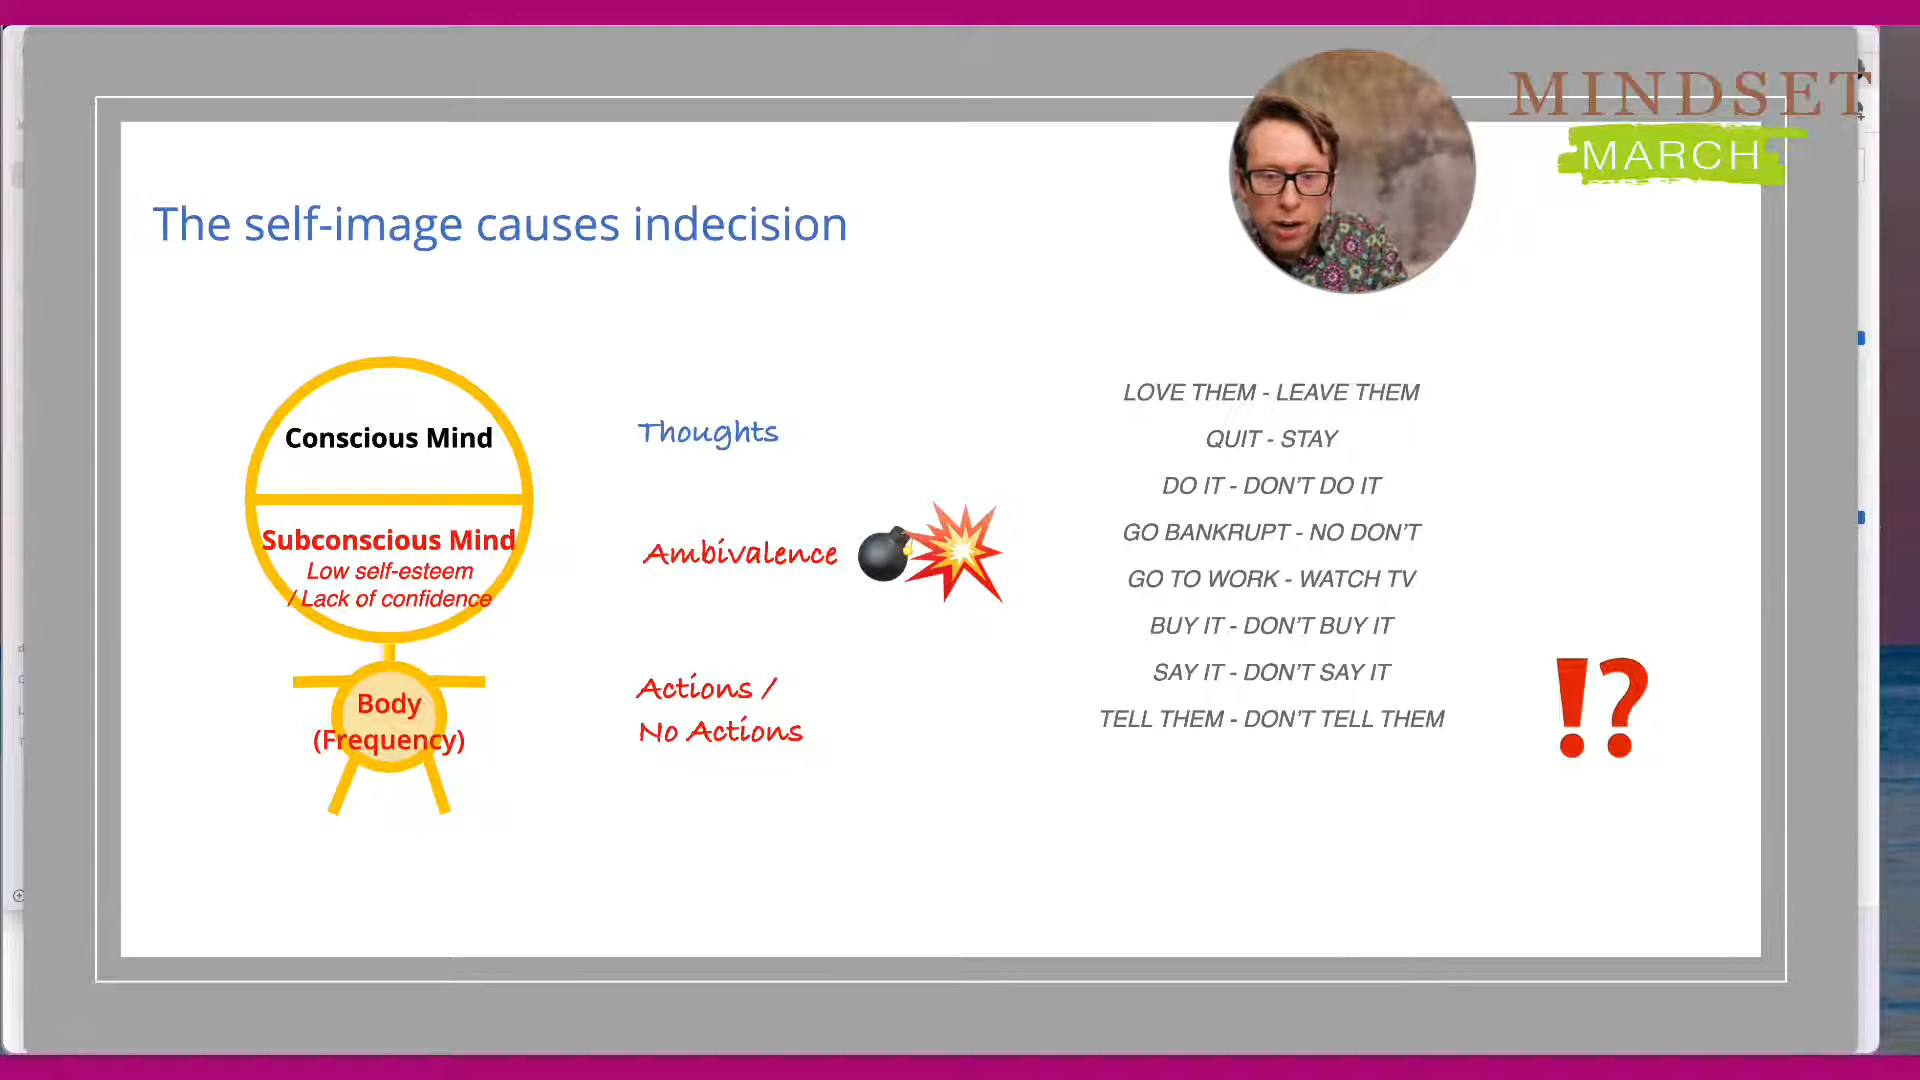 MINDSET
MARCH
The self-image causes indecision
Conscious Mind
Subconscious Mind
Low self-esteem
/ Lack of confidence
Body
(Frequency)
Thoughts
Ambivalence
Actions /
No Actions
LOVE THEM - LEAVE THEM
QUIT - STAY
DO IT - DON'T DO IT
GO BANKRUPT - NO DON'T
GO TO WORK - WATCH TV
BUY IT - DON'T BUY IT
SAY IT - DON'T SAY IT
TELL THEM - DON'T TELL THEM
!?